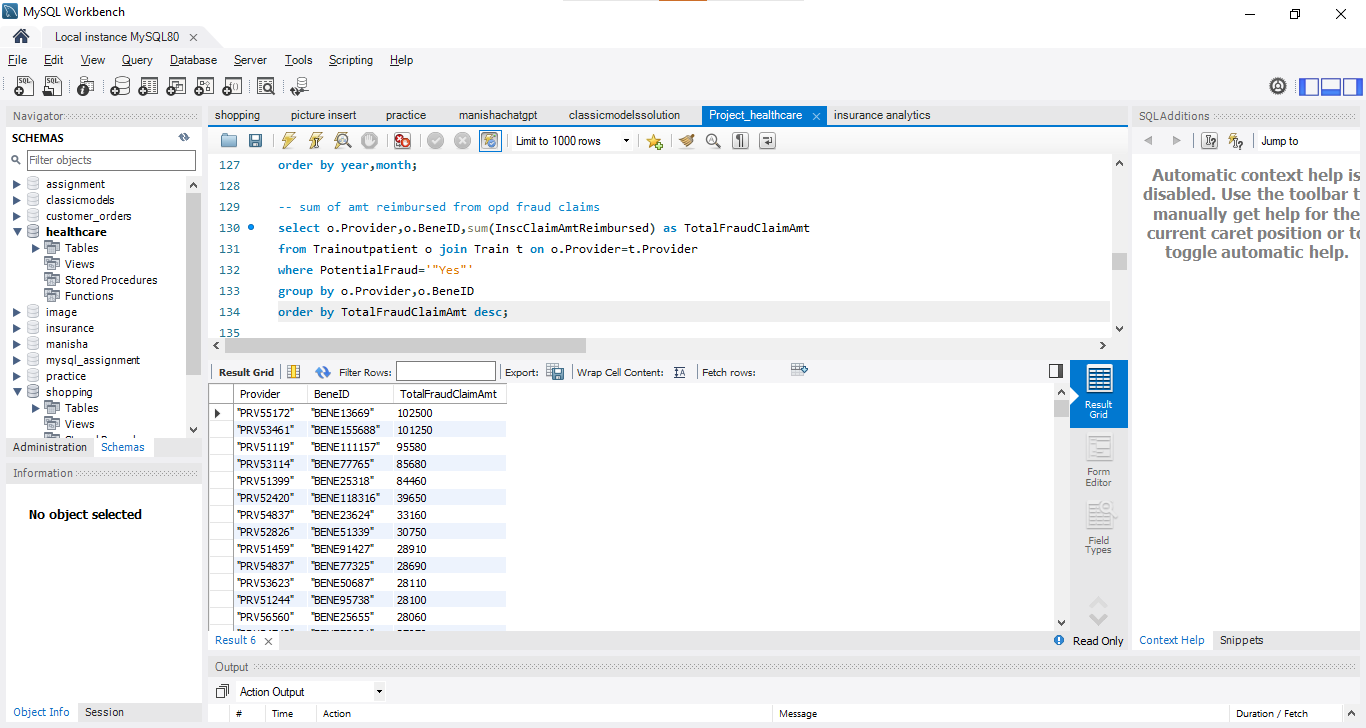 MySQL Workbench
Local instance MySQL80
File Edit View Query Database Server Tools Scripting Help
Navigator
SCHEMAS
Filter objects
assignment
classicmodels
customer_orders
healthcare
Tables
Views
Stored Procedures
Functions
image
insurance
manisha
mysql_assignment
practice
shopping
Tables
Views
Administration Schemas
Information
No object selected
Object Info Session
shopping picture insert practice manishachatgpt classicmodelssolution Project_healthcare insurance analytics
Limit to 1000 rows
127 order by year,month;
128
129 -- sum of amt reimbursed from opd fraud claims
130 select o.Provider,o.BeneID,sum(InscClaimAmtReimbursed) as TotalFraudClaimAmt
131 from Trainoutpatient o join Train t on o.Provider=t.Provider
132 where PotentialFraud='"Yes"'
133 group by o.Provider,o.BeneID
134 order by TotalFraudClaimAmt desc;
135
Result Grid Filter Rows: Export: Wrap Cell Content: Fetch rows:
Provider BeneID TotalFraudClaimAmt
"PRV55172" "BENE13669" 102500
"PRV53461" "BENE155688" 101250
"PRV51119" "BENE111157" 95580
"PRV53114" "BENE77765" 85680
"PRV51399" "BENE25318" 84460
"PRV52420" "BENE118316" 39650
"PRV54837" "BENE23624" 33160
"PRV52826" "BENE51339" 30750
"PRV51459" "BENE91427" 28910
"PRV54837" "BENE77325" 28690
"PRV53623" "BENE50687" 28110
"PRV51244" "BENE95738" 28100
"PRV56560" "BENE25655" 28060
Result Grid
Form Editor
Field Types
Result 6
Read Only
Output
Action Output
# Time Action Message Duration / Fetch
SQLAdditions
Jump to
Automatic context help is
disabled. Use the toolbar t
manually get help for the
current caret position or to
toggle automatic help.
Context Help Snippets